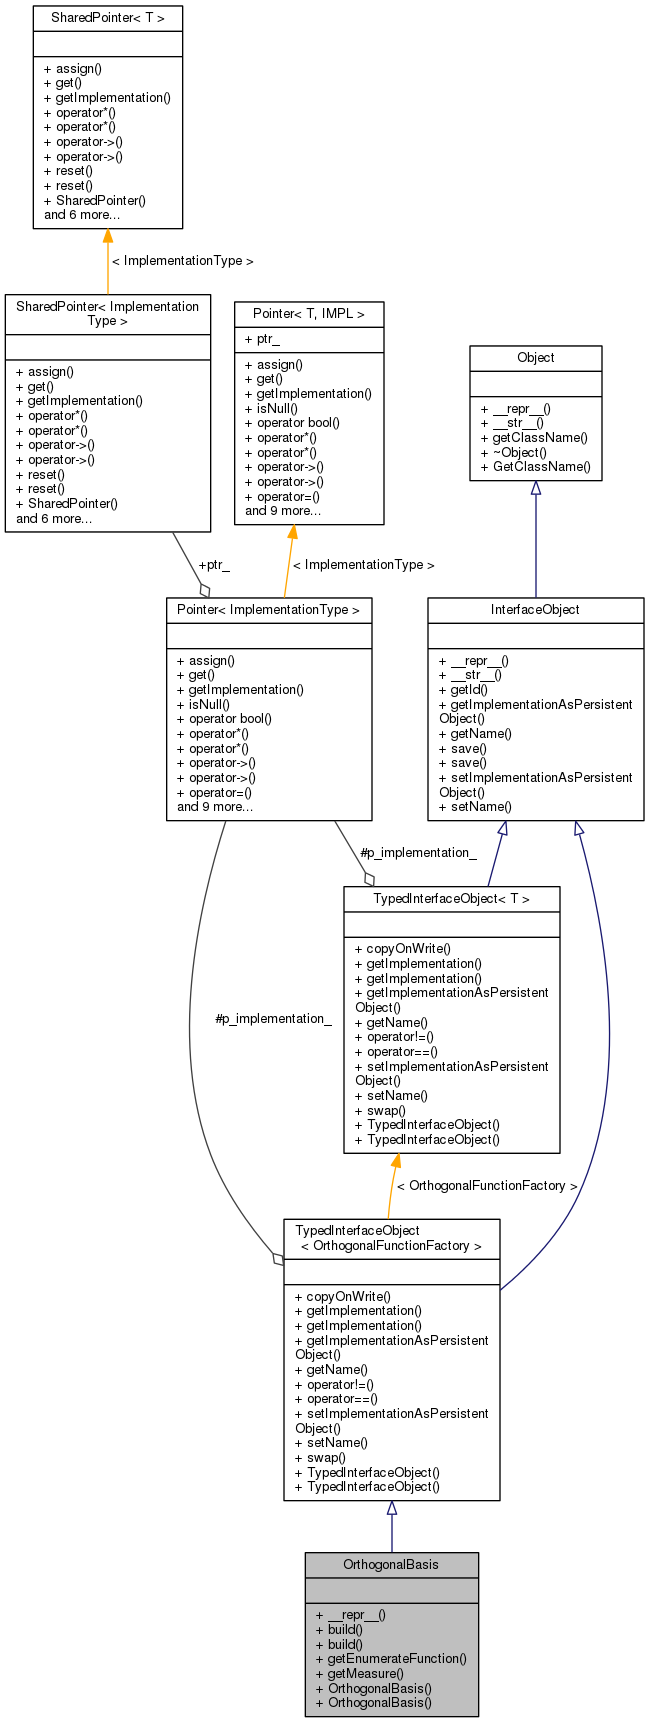 SharedPointer< T >
+ assign()
+ get()
+ getImplementation()
+ operator*()
+ operator*()
+ operator->()
+ operator->()
+ reset()
+ reset()
+ SharedPointer()
and 6 more...
< ImplementationType >
SharedPointer< Implementation
Type >
+ assign()
+ get()
+ getImplementation()
+ operator*()
+ operator*()
+ operator->()
+ operator->()
+ reset()
+ reset()
+ SharedPointer()
and 6 more...
Pointer< T, IMPL >
+ ptr_
+ assign()
+ get()
+ getImplementation()
+ isNull()
+ operator bool()
+ operator*()
+ operator*()
+ operator->()
+ operator->()
+ operator=()
and 9 more...
Object
+ __repr__()
+ __str__()
+ getClassName()
+ ~Object()
+ GetClassName()
+ptr_
< ImplementationType >
Pointer< ImplementationType >
+ assign()
+ get()
+ getImplementation()
+ isNull()
+ operator bool()
+ operator*()
+ operator*()
+ operator->()
+ operator->()
+ operator=()
and 9 more...
InterfaceObject
+ __repr__()
+ __str__()
+ getId()
+ getImplementationAsPersistent
Object()
+ getName()
+ save()
+ save()
+ setImplementationAsPersistent
Object()
+ setName()
#p_implementation_
TypedInterfaceObject< T >
+ copyOnWrite()
+ getImplementation()
+ getImplementation()
+ getImplementationAsPersistent
Object()
+ getName()
+ operator!=()
+ operator==()
+ setImplementationAsPersistent
Object()
+ setName()
+ swap()
+ TypedInterfaceObject()
+ TypedInterfaceObject()
#p_implementation_
< OrthogonalFunctionFactory >
TypedInterfaceObject
< OrthogonalFunctionFactory >
+ copyOnWrite()
+ getImplementation()
+ getImplementation()
+ getImplementationAsPersistent
Object()
+ getName()
+ operator!=()
+ operator==()
+ setImplementationAsPersistent
Object()
+ setName()
+ swap()
+ TypedInterfaceObject()
+ TypedInterfaceObject()
OrthogonalBasis
+ __repr__()
+ build()
+ build()
+ getEnumerateFunction()
+ getMeasure()
+ OrthogonalBasis()
+ OrthogonalBasis()